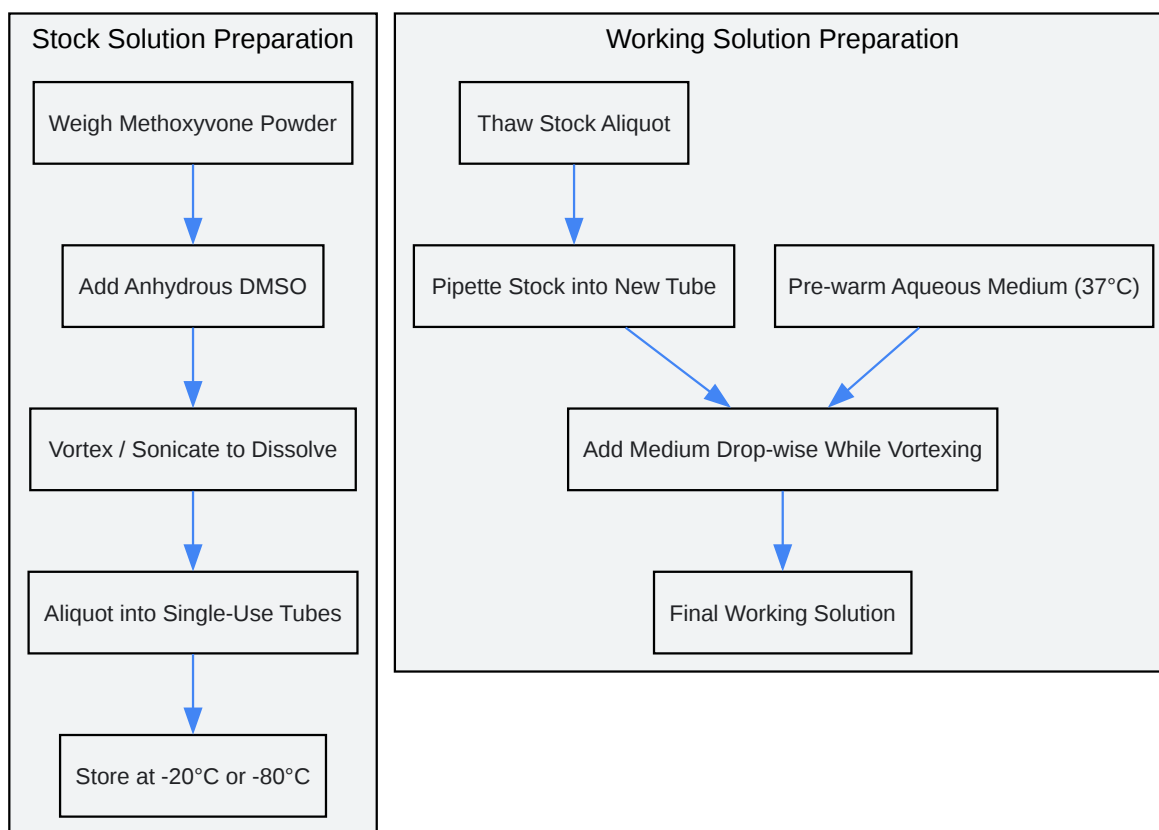 Stock Solution Preparation
Weigh Methoxyvone Powder
Add Anhydrous DMSO
Vortex / Sonicate to Dissolve
Aliquot into Single-Use Tubes
Store at -20°C or -80°C
Working Solution Preparation
Thaw Stock Aliquot
Pipette Stock into New Tube
Pre-warm Aqueous Medium (37°C)
Add Medium Drop-wise While Vortexing
Final Working Solution